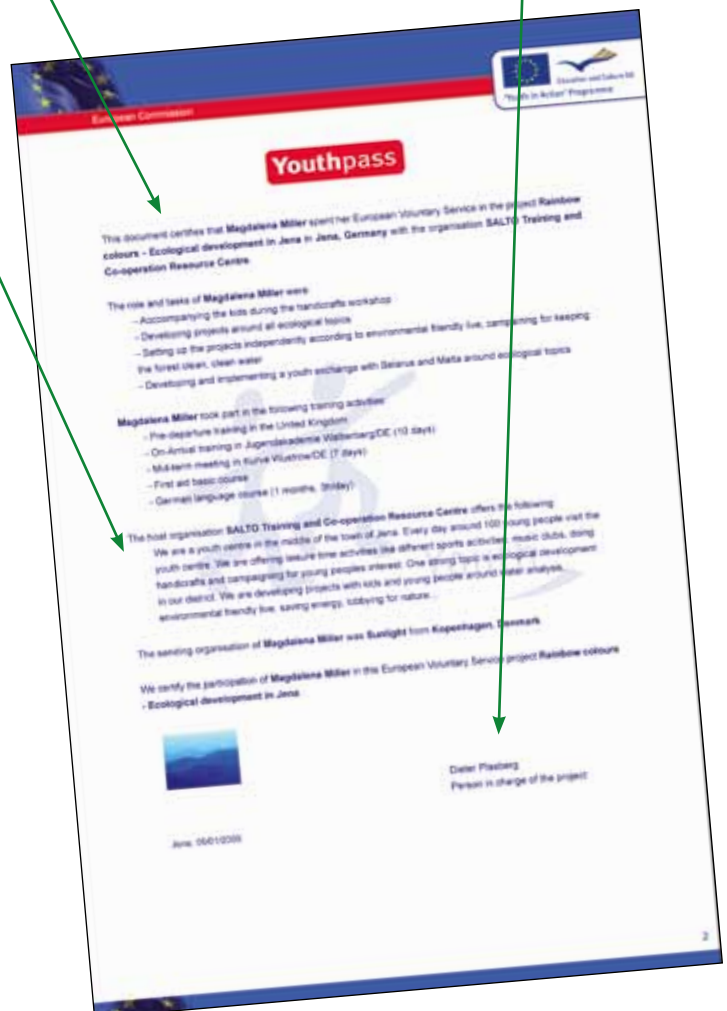 European Commission
Education and Culture DG
"Youth in Action" Programme
Youthpass
This document certifies that Magdalena Miller spent her European Voluntary Service in the project Rainbow
colours - Ecological development in Jena in Jena, Germany with the organisation SALTO Training and
Co-operation Resource Centre
The role and tasks of Magdalena Miller were
- Accompanying the kids during the handicrafts workshop
- Developing projects around all ecological topics
- Setting up the projects independently according to environmental friendly live, campaining for keeping
the forest clean, clean water
- Developing and implementing a youth exchange with Belarus and Malta around ecological topics
Magdalena Miller took part in the following training activities
- Pre-departure training in the United Kingdom
- On-Arrival training in Jugendakademie Walberberg/DE (10 days)
- Mid-term meeting in Kurve Wustrow/DE (7 days)
- First aid basic course
- German language course (1 months, 3h/day)
The host organisation SALTO Training and Co-operation Resource Centre offers the following
We are a youth centre in the middle of the town of Jena. Every day around 100 young people visit the
youth centre. We are offering leisure time activities like different sports activities, music clubs, doing
handicrafts and campaigning for young peoples interest. One strong topic is ecological development
in our district. We are developing projects with kids and young people around water analyse,
environmental friendly live, saving energy, lobbying for nature...
The sending organisation of Magdalena Miller was Sunlight from Kopenhagen, Denmark
We certify the participation of Magdalena Miller in this European Voluntary Service project Rainbow colours
- Ecological development in Jena
Dieter
Person in charge of the project
Jena,
2